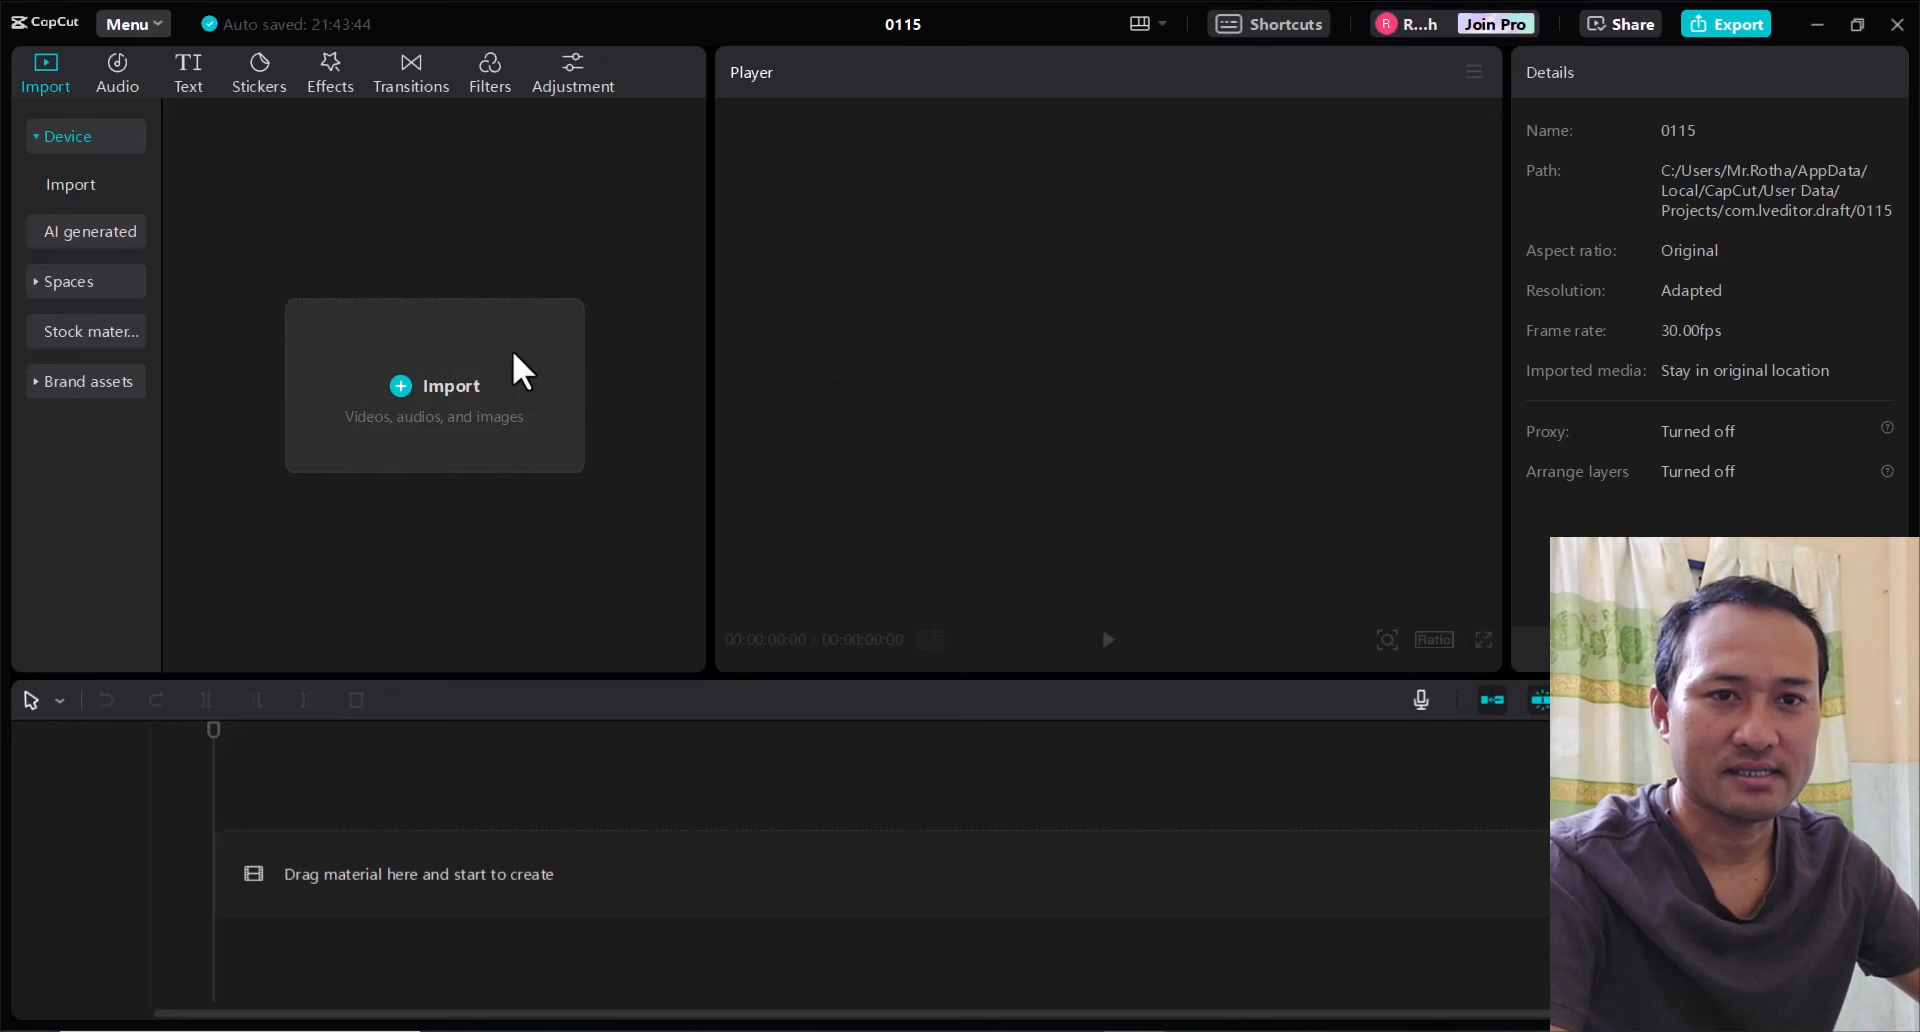 CapCut
Menu
Auto saved: 21:43:44
0115
Shortcuts
R
R...h
Join Pro
Share
Export
Import
Audio
TI
Text
Stickers
Effects
Transitions
Filters
Adjustment
Player
Details
Device
Import
AI generated
Spaces
Stock mater...
Brand assets
Import
Videos, audios, and images
Name:
0115
Path:
C:/Users/Mr.Rotha/AppData/
Local/CapCut/User Data/
Projects/com.lveditor.draft/0115
Aspect ratio:
Original
Resolution:
Adapted
Frame rate:
30.00fps
Imported media:
Stay in original location
Proxy:
Turned off
Arrange layers
Turned off
00:00:00:00 / 00:00:00:00
Ratio
Drag material here and start to create